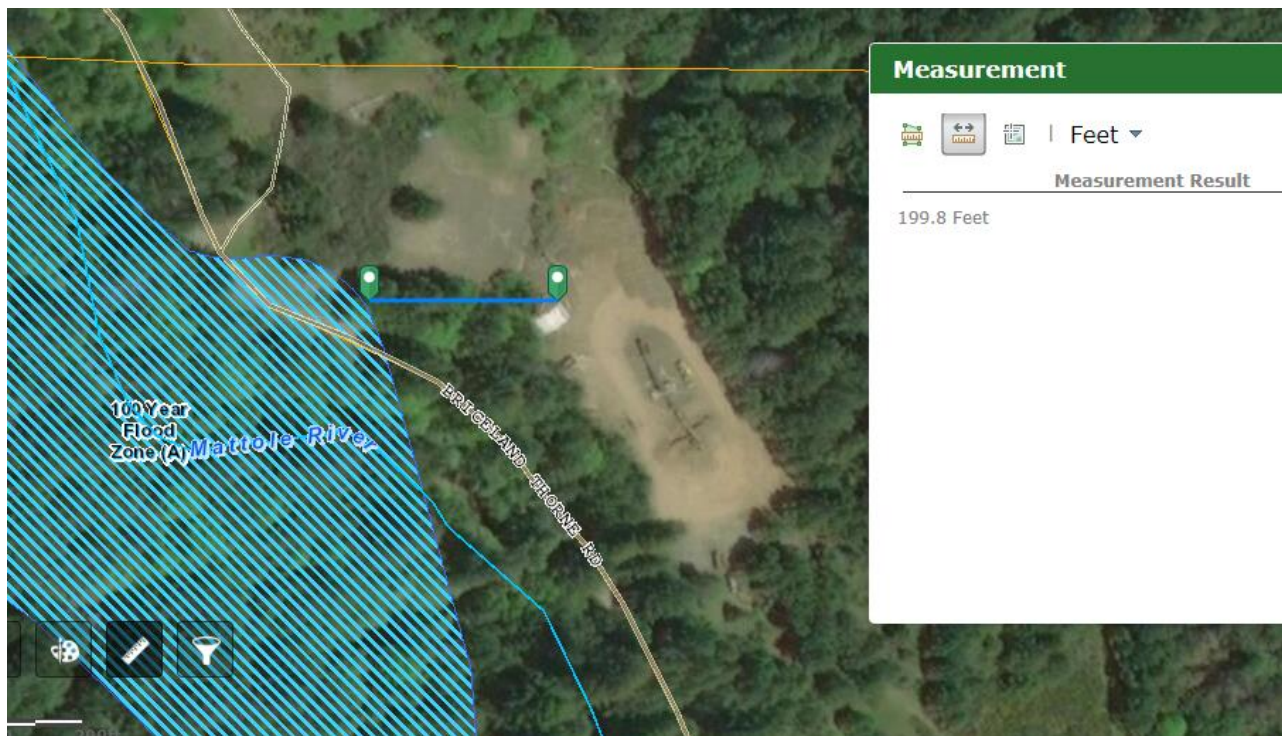 Measurement
Feet
Measurement Result
199.8 Feet
100 Year
Flood
Zone (A)
Mattole River
BRICELAND THORNE RD